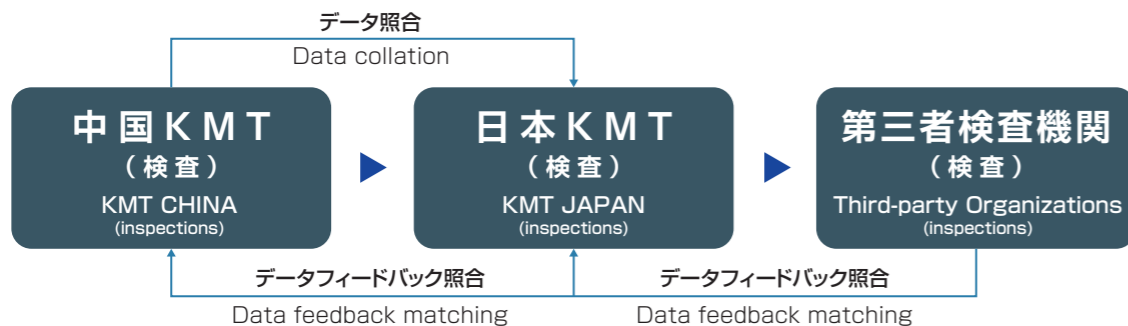 データ照合
Data collation
中国KMT
（検査）
KMT CHINA
(inspections)
日本KMT
（検査）
KMT JAPAN
(inspections)
第三者検査機関
（検査）
Third-party Organizations
(inspections)
データフィードバック照合
Data feedback matching
データフィードバック照合
Data feedback matching